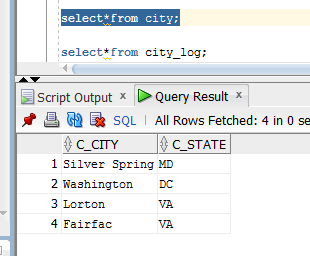 select*from city;
select*from city_log;
Script Output x Query Result x
SQL | All Rows Fetched: 4 in 0 se
C_CITY C_STATE
1 Silver Spring MD
2 Washington DC
3 Lorton VA
4 Fairfac VA